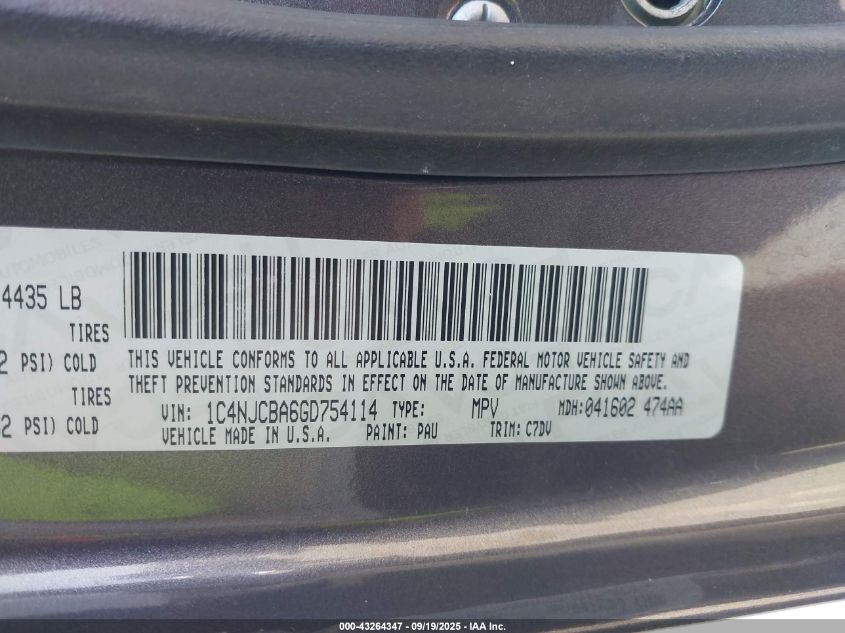 4435 LB
TIRES
2 PSI) COLD
TIRES
2 PSI) COLD
THIS VEHICLE CONFORMS TO ALL APPLICABLE U.S.A. FEDERAL MOTOR VEHICLE SAFETY AND
THEFT PREVENTION STANDARDS IN EFFECT ON THE DATE OF MANUFACTURE SHOWN ABOVE.
VIN: 1C4NJCBA6GD754114 TYPE: MPV MDH:041602 474AA
VEHICLE MADE IN U.S.A. PAINT: PAU TRIM: C7DV
000-43264347 - 09/19/2025 - IAA Inc.